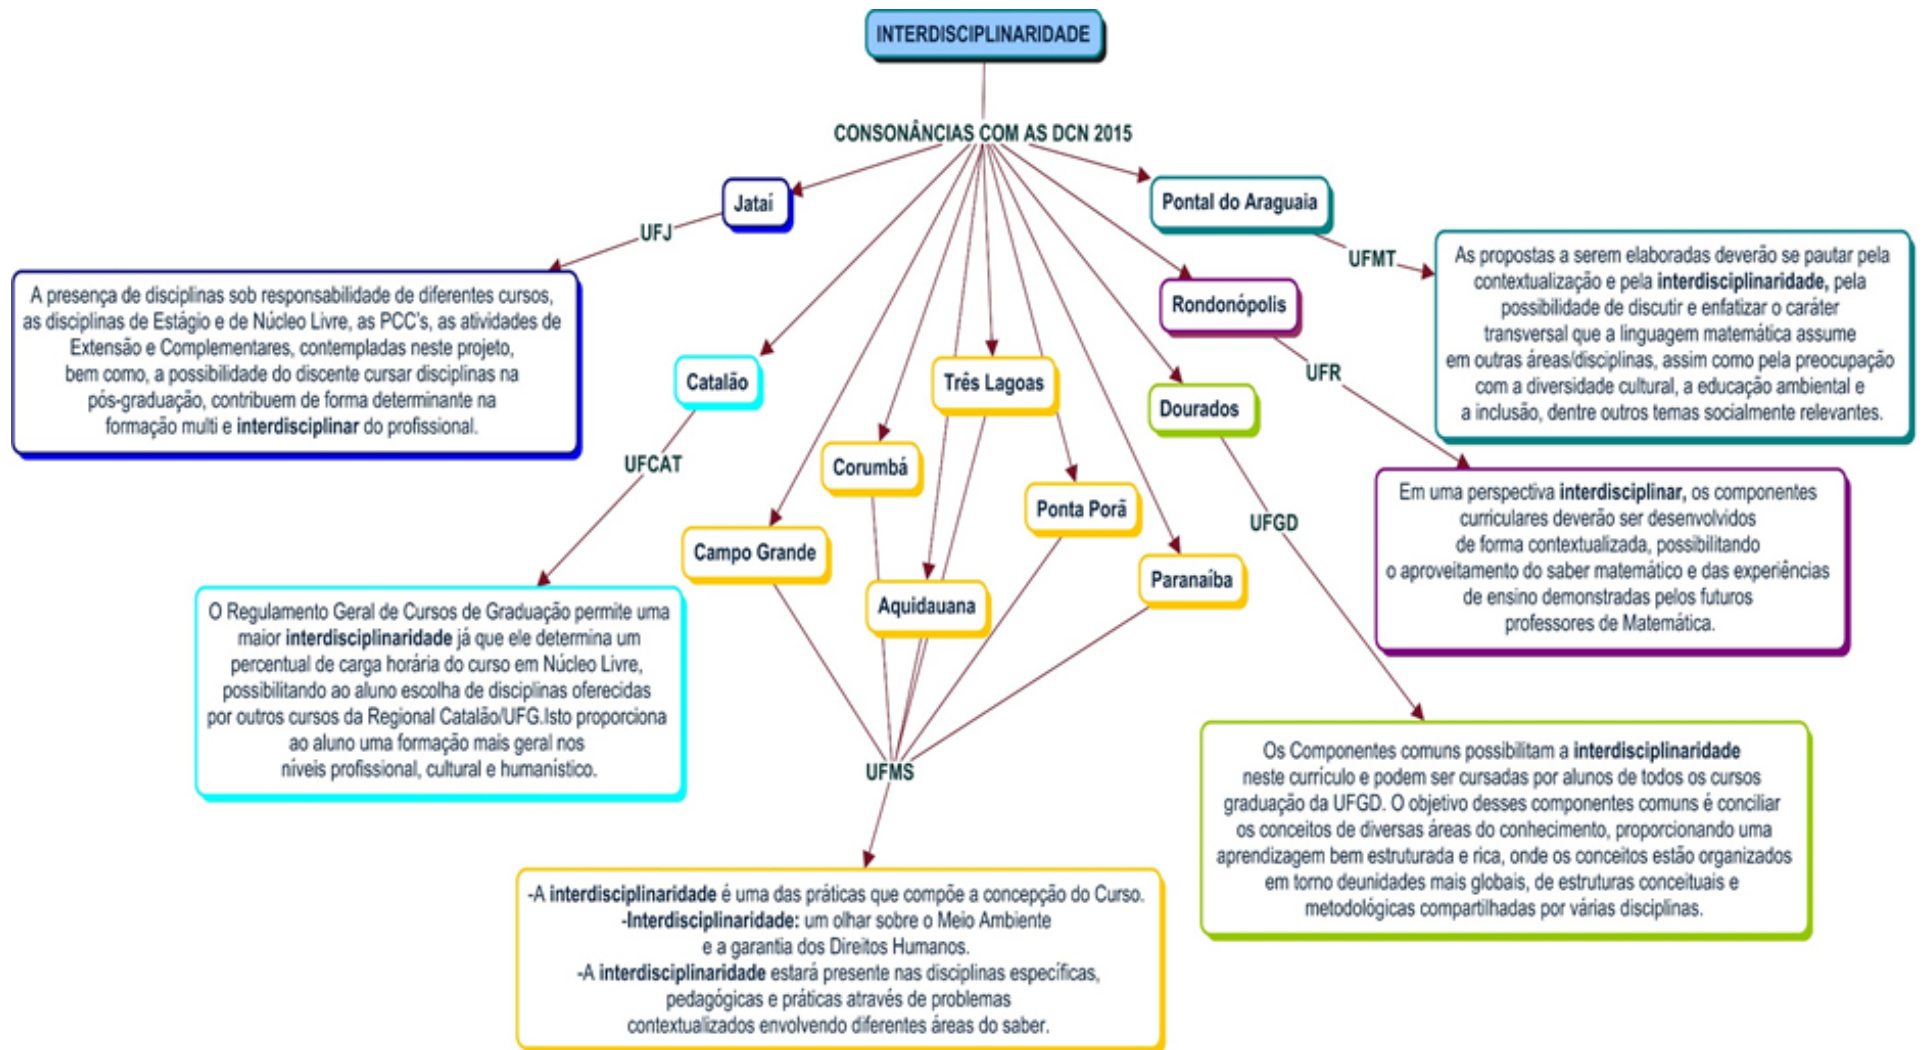 INTERDISCIPLINARIDADE
CONSONÂNCIAS COM AS DCN 2015
Jataí
UFJ
A presença de disciplinas sob responsabilidade de diferentes cursos,
as disciplinas de Estágio e de Núcleo Livre, as PCC's, as atividades de
Extensão e Complementares, contempladas neste projeto,
bem como, a possibilidade do discente cursar disciplinas na
pós-graduação, contribuem de forma determinante na
formação multi e interdisciplinar do profissional.
Pontal do Araguaia
UFMT
As propostas a serem elaboradas deverão se pautar pela
contextualização e pela interdisciplinaridade, pela
possibilidade de discutir e enfatizar o caráter
transversal que a linguagem matemática assume
em outras áreas/disciplinas, assim como pela preocupação
com a diversidade cultural, a educação ambiental e
a inclusão, dentre outros temas socialmente relevantes.
Rondonópolis
UFR
Em uma perspectiva interdisciplinar, os componentes
curriculares deverão ser desenvolvidos
de forma contextualizada, possibilitando
o aproveitamento do saber matemático e das experiências
de ensino demonstradas pelos futuros
professores de Matemática.
Catalão
UFCAT
O Regulamento Geral de Cursos de Graduação permite uma
maior interdisciplinaridade já que ele determina um
percentual de carga horária do curso em Núcleo Livre,
possibilitando ao aluno escolha de disciplinas oferecidas
por outros cursos da Regional Catalão/UFG.Isto proporciona
ao aluno uma formação mais geral nos
níveis profissional, cultural e humanístico.
Três Lagoas
Corumbá
Ponta Porã
Campo Grande
Aquidauana
Paranaíba
UFMS
-A interdisciplinaridade é uma das práticas que compõe a concepção do Curso.
-Interdisciplinaridade: um olhar sobre o Meio Ambiente
e a garantia dos Direitos Humanos.
-A interdisciplinaridade estará presente nas disciplinas específicas,
pedagógicas e práticas através de problemas
contextualizados envolvendo diferentes áreas do saber.
Dourados
UFGD
Os Componentes comuns possibilitam a interdisciplinaridade
neste currículo e podem ser cursadas por alunos de todos os cursos
graduação da UFGD. O objetivo desses componentes comuns é conciliar
os conceitos de diversas áreas do conhecimento, proporcionando uma
aprendizagem bem estruturada e rica, onde os conceitos estão organizados
em torno deunidades mais globais, de estruturas conceituais e
metodológicas compartilhadas por várias disciplinas.